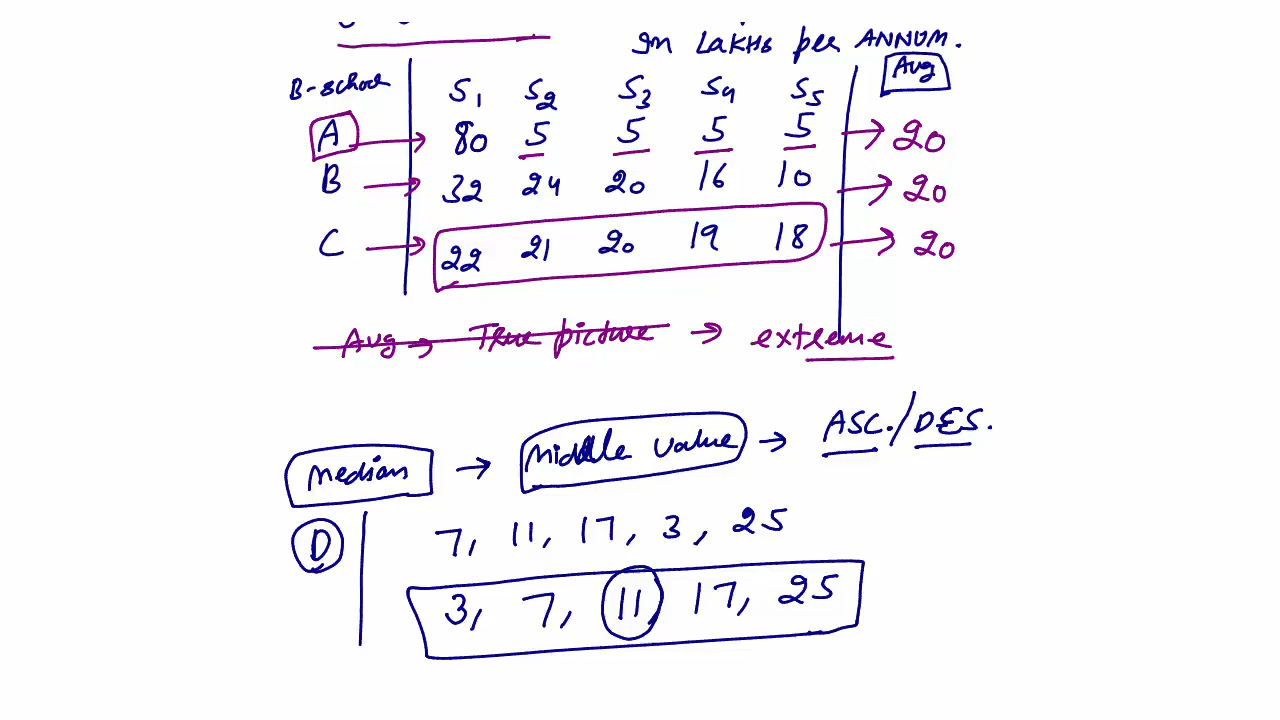 In LAKHS per ANNUM.
B-school S1 S2 S3 S4 S5 Avg
A → 80 5 5 5 5 → 20
B → 32 24 20 16 10 → 20
C → 22 21 20 19 18 → 20
Avg → True picture → extreme
Median → Middle value → ASC./DES.
D 7, 11, 17, 3, 25
3, 7, 11, 17, 25